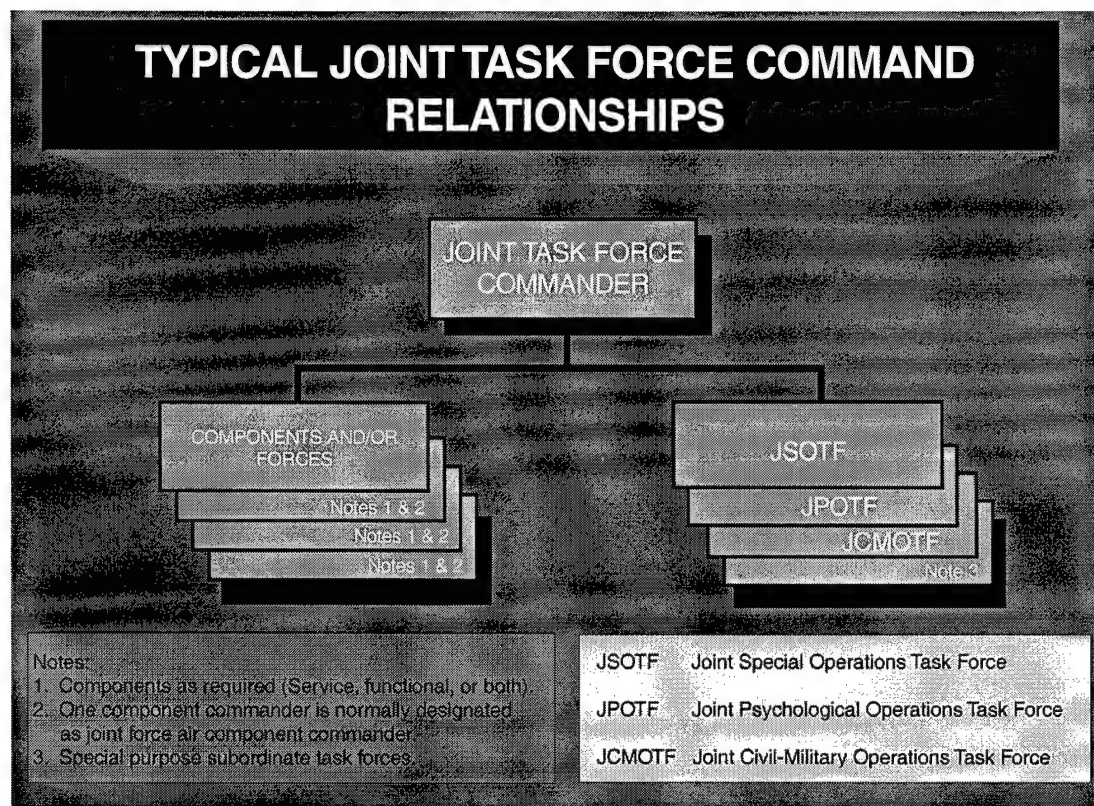 TYPICAL JOINT TASK FORCE COMMAND
RELATIONSHIPS
JOINT TASK FORCE
COMMANDER
COMPONENTS AND/OR
FORCES
Notes 1 & 2
Notes 1 & 2
Notes 1 & 2
JSOTF
JPOTF
JCMOTF
Note 3
Notes:
1. Components as required (Service, functional, or both).
2. One component commander is normally designated
as joint force air component commander.
3. Special purpose subordinate task forces.
JSOTF Joint Special Operations Task Force
JPOTF Joint Psychological Operations Task Force
JCMOTF Joint Civil-Military Operations Task Force